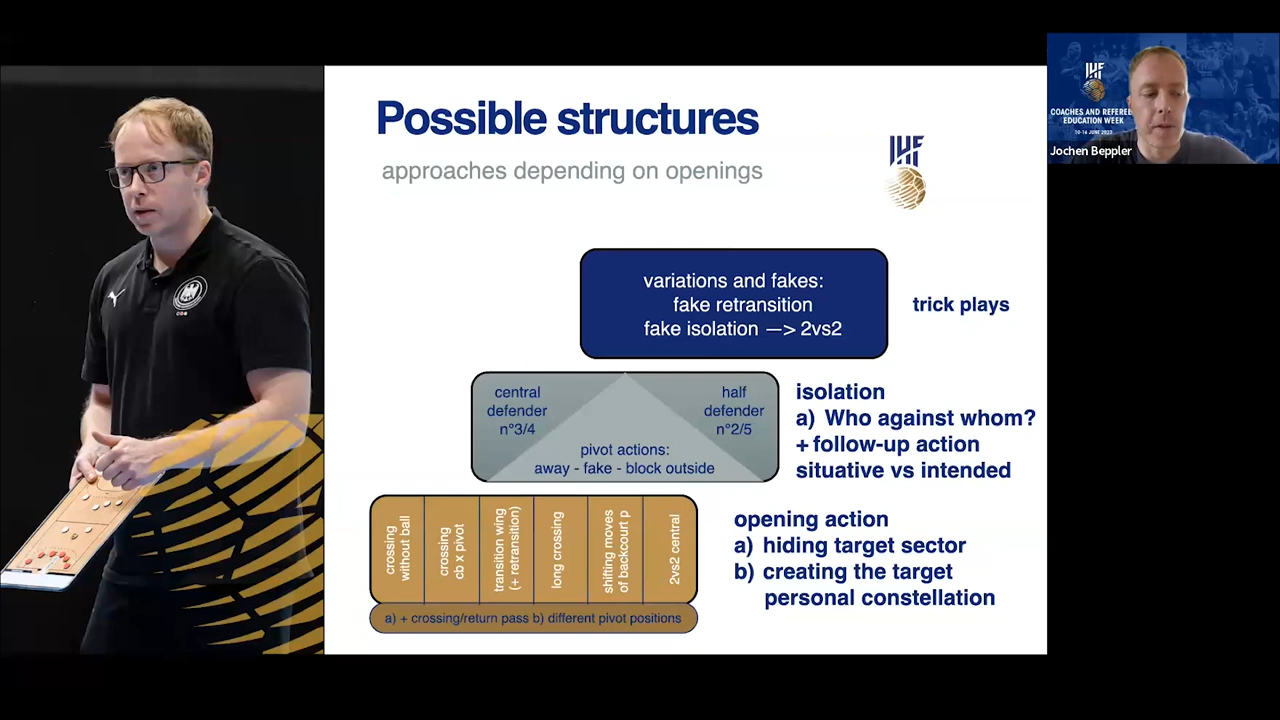 Possible structures
approaches depending on openings
IHF
variations and fakes:
fake retransition
fake isolation —> 2vs2
trick plays
central
defender
n°3/4
half
defender
n°2/5
pivot actions:
away - fake - block outside
isolation
a) Who against whom?
+ follow-up action
situative vs intended
crossing
without ball
crossing
cb x pivot
transition wing
(+ retransition)
long crossing
shifting moves
of backcourt p
2vs2 central
a) + crossing/return pass b) different pivot positions
opening action
a) hiding target sector
b) creating the target
personal constellation
IHF
COACHES AND REFEREE
EDUCATION WEEK
Jochen Beppler